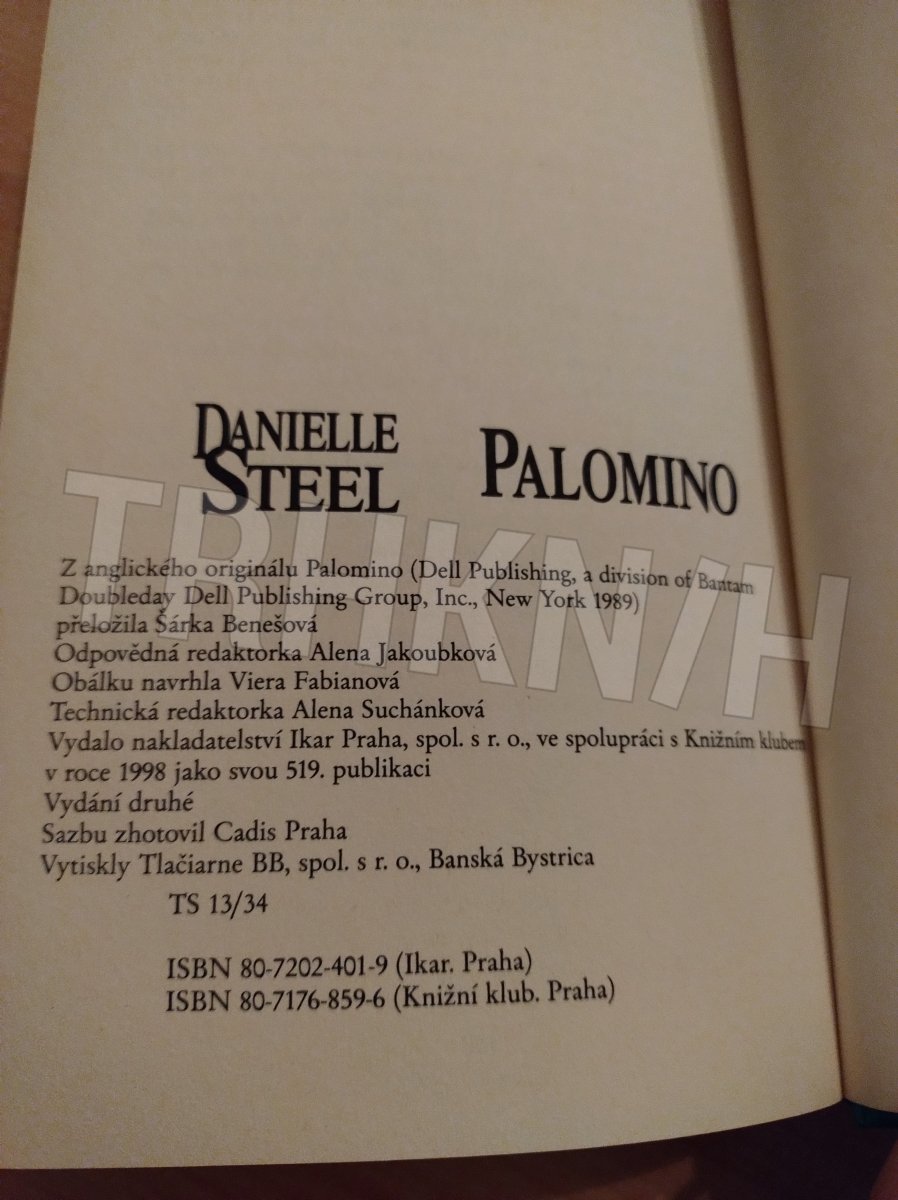 DANIELLE
STEEL
PALOMINO
Z anglického originálu Palomino (Dell Publishing, a division of Bantam
Doubleday Dell Publishing Group, Inc., New York 1989)
přeložila Šárka Benešová
Odpovědná redaktorka Alena Jakoubková
Obálku navrhla Viera Fabianová
Technická redaktorka Alena Suchánková
Vydalo nakladatelství Ikar Praha, spol. s r. o., ve spolupráci s Knižním klubem
v roce 1998 jako svou 519. publikaci
Vydání druhé
Sazbu zhotovil Cadis Praha
Vytiskly Tlačiarne BB, spol. s r. o., Banská Bystrica
TS 13/34
ISBN 80-7202-401-9 (Ikar. Praha)
ISBN 80-7176-859-6 (Knižní klub. Praha)